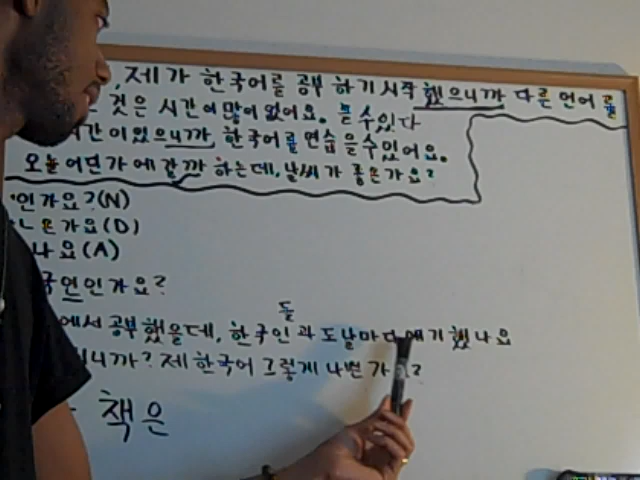 ,제가 한국어를 공부하기시작했으니까 다른 언어를
것은 시간이많이없어요. 쓸수있다
시간이있으니까, 한국어를연습을수있어요.
오늘어딘가에갈까 하는데,날씨가 좋은가요?
인가요?(N)
은가요(D)
나요(A)
국인인가요?
들
에서 공부했을데, 한국인과도날마다얘기했나요
니까? 제 한국어 그렇게 나쁜가?
책은